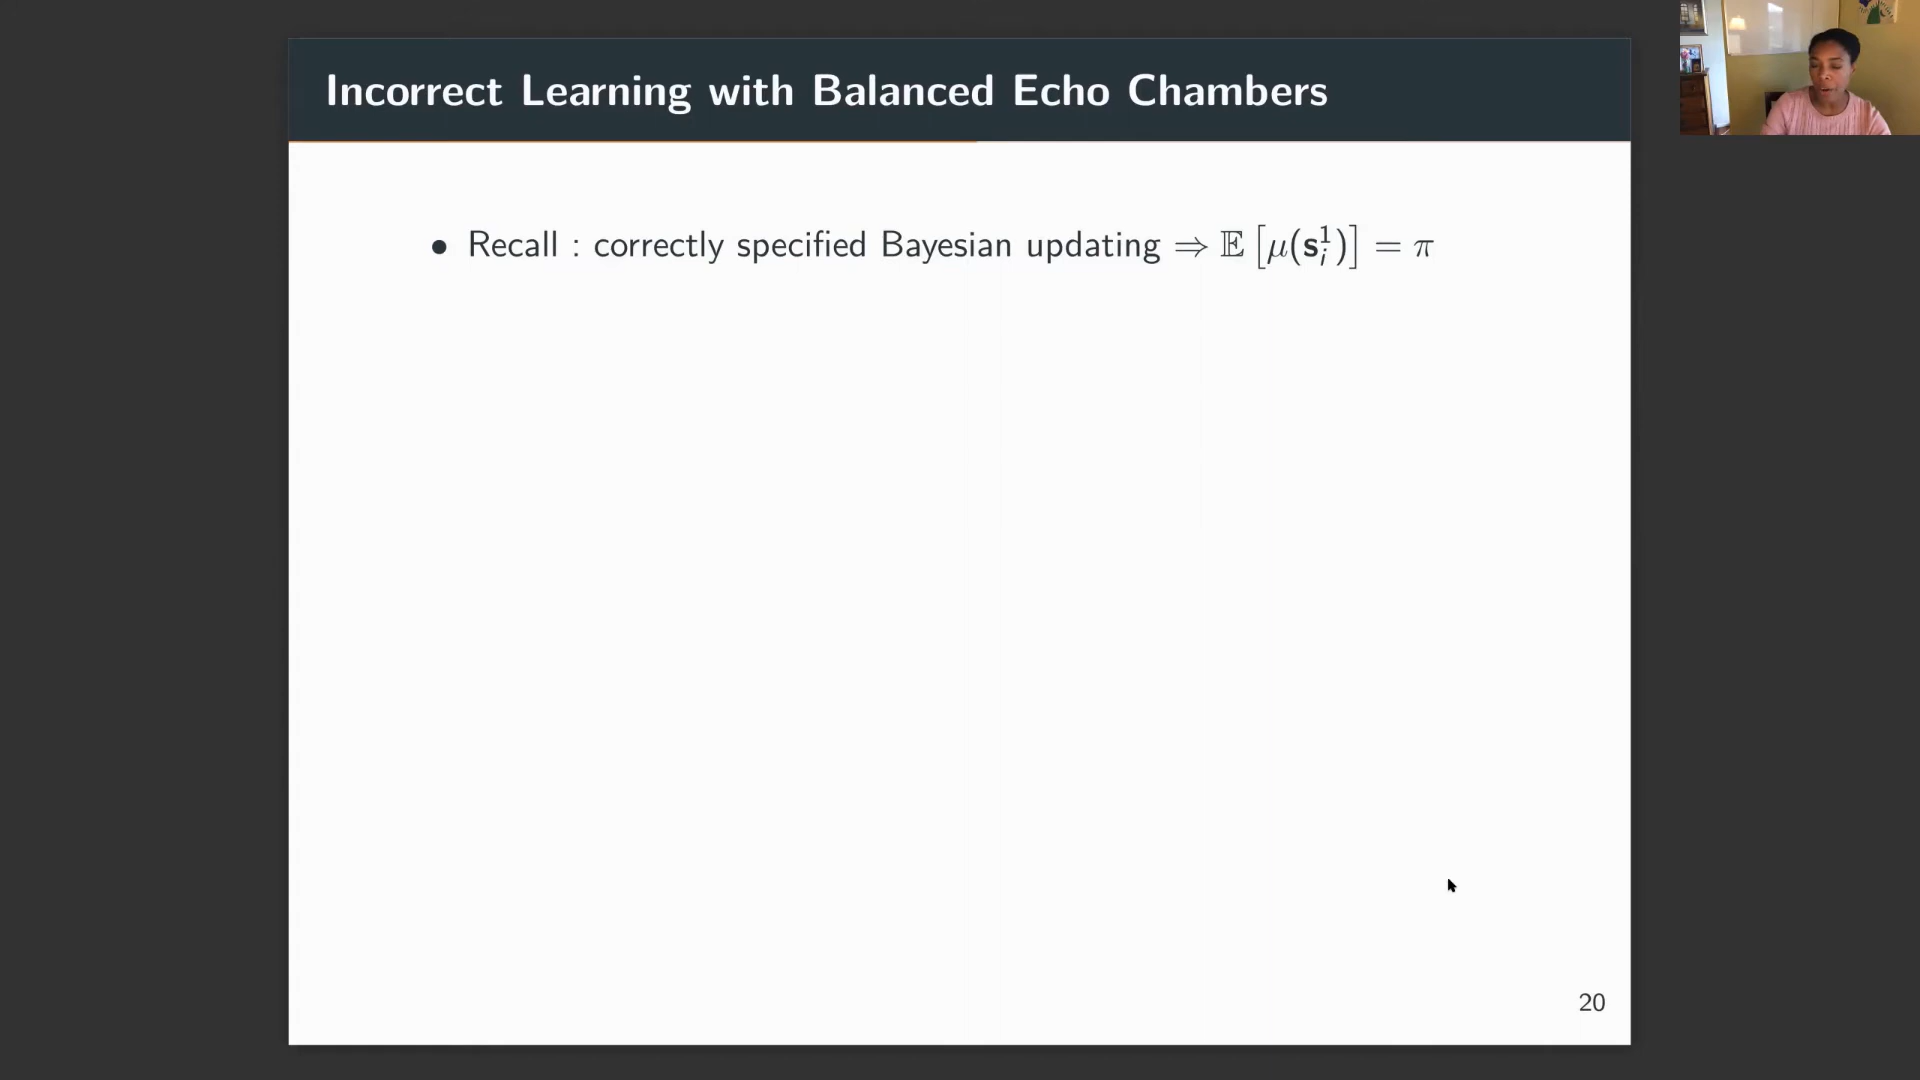 Incorrect Learning with Balanced Echo Chambers
• Recall : correctly specified Bayesian updating ⇒ 𝔼 [μ(s¹ᵢ)] = π
20